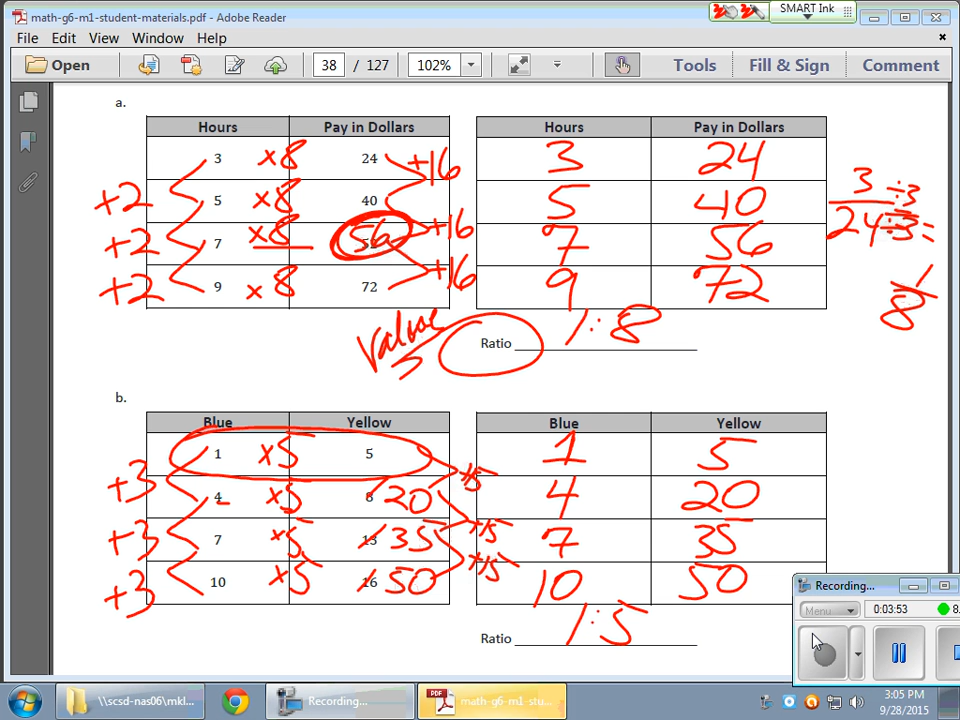 math-g6-m1-student-materials.pdf - Adobe Reader
SMART Ink
File Edit View Window Help
Open 38 / 127 102% Tools Fill & Sign Comment
a.
Hours Pay in Dollars Hours Pay in Dollars
3 ×8 24 +16 3 24
+2 5 ×8 40 5 40
+2 7 ×8 56 +16 7 56
+2 9 ×8 72 +16 9 72
3 ÷3
24 ÷3 =
1
8
value
Ratio 1:8
b.
Blue Yellow Blue Yellow
1 ×5 5 1 5
+3 4 ×5 8 20 +15 4 20
+3 7 ×5 13 35 +15 7 35
+3 10 ×5 16 50 +15 10 50
Ratio 1:5
Recording...
Menu 0:03:53 8.
\\scsd-nas06\mkl... Recording... math-g6-m1-stu...
3:05 PM
9/28/2015